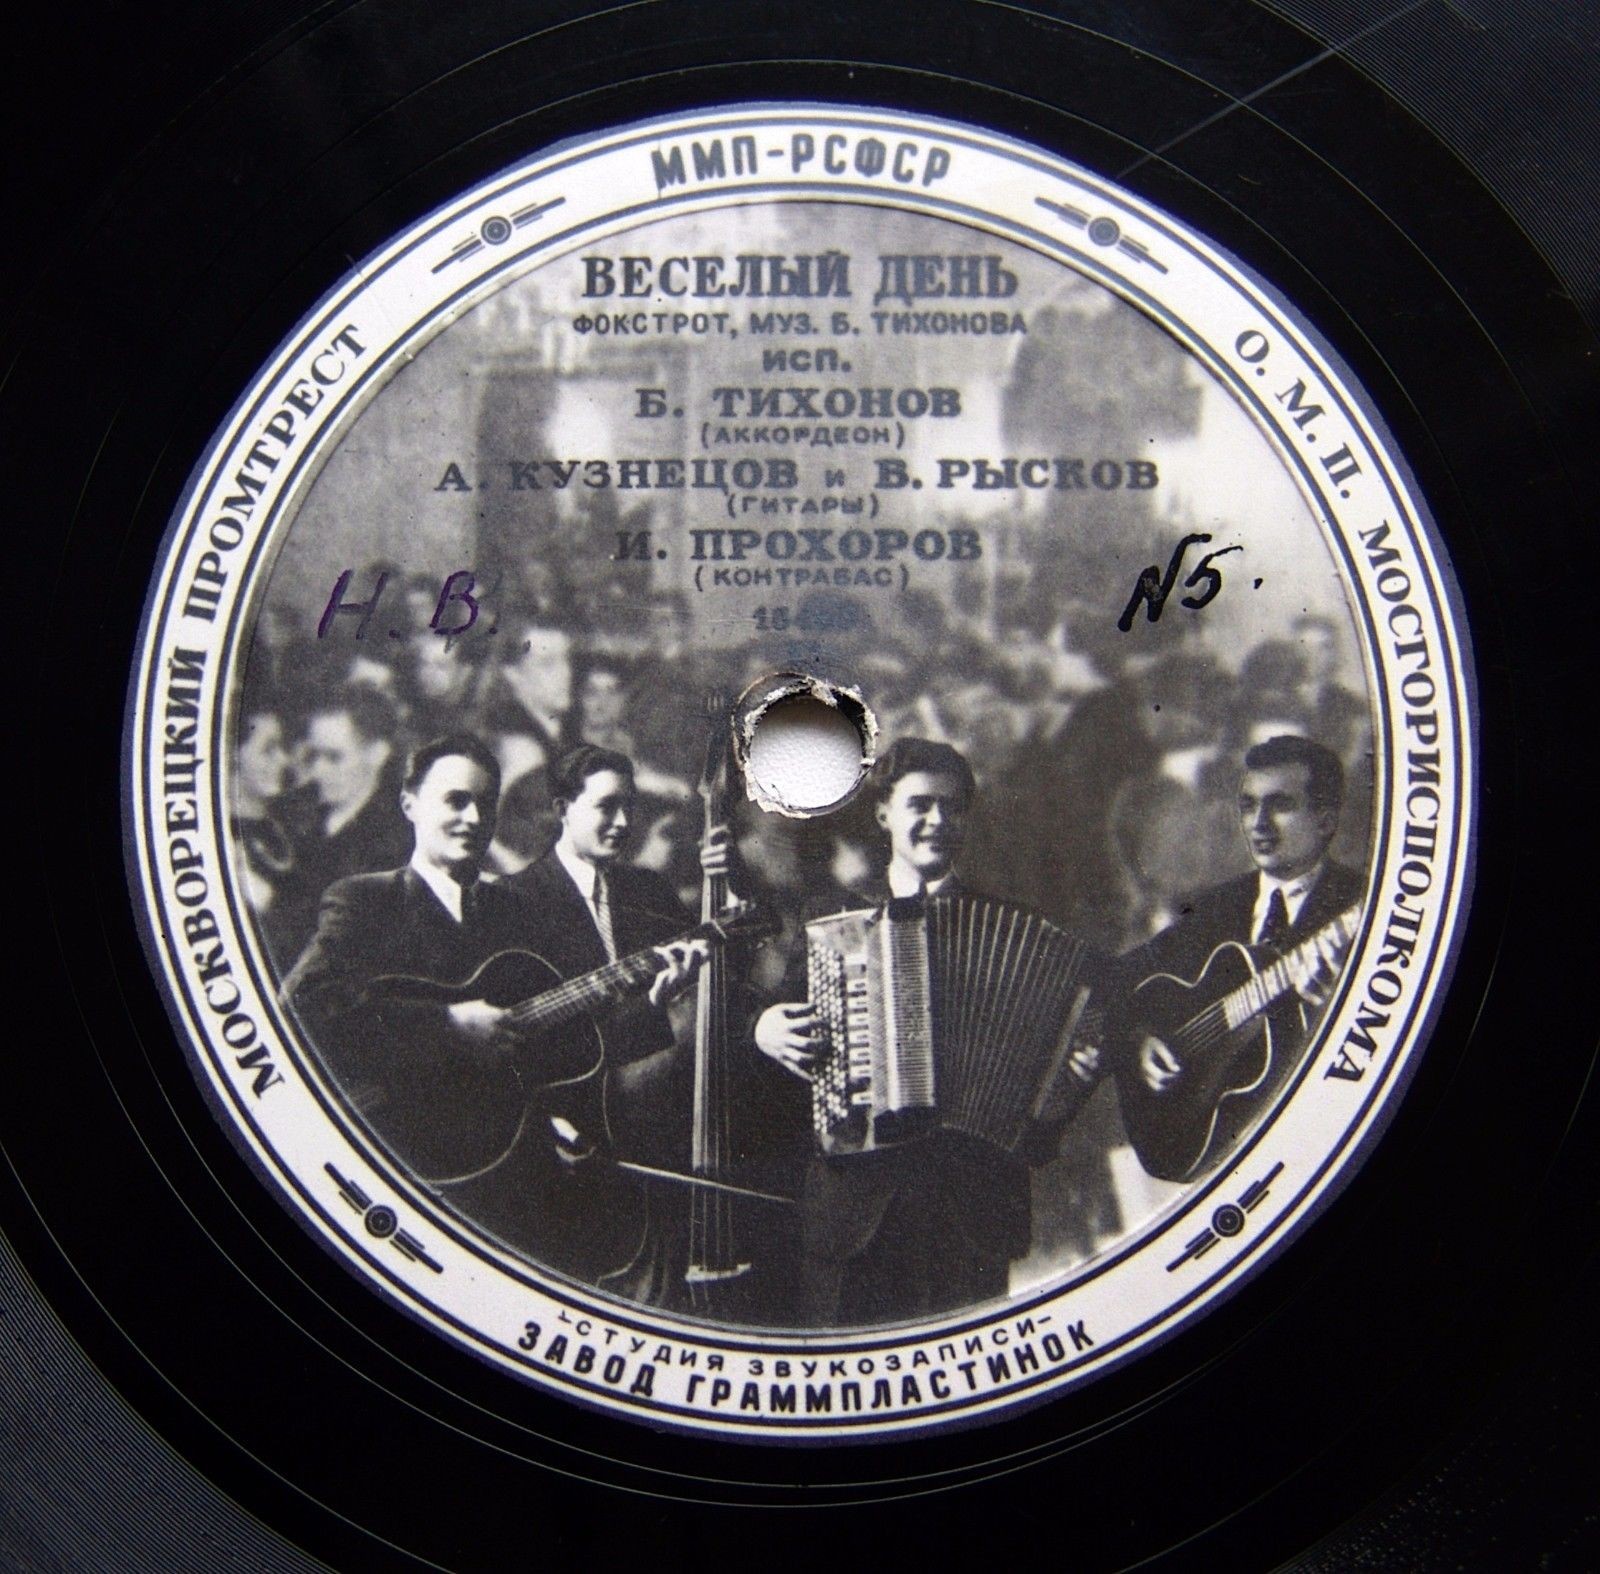 ММП-РСФСР
МОСКВОРЕЦКИЙ ПРОМТРЕСТ
О. М. П. МОСГОРИСПОЛКОМА
ВЕСЕЛЫЙ ДЕНЬ
ФОКСТРОТ, МУЗ. Б. ТИХОНОВА
ИСП.
Б. ТИХОНОВ
(АККОРДЕОН)
А. КУЗНЕЦОВ И В. РЫСКОВ
(ГИТАРЫ)
И. ПРОХОРОВ
(КОНТРАБАС)
Н. В.
N5.
-СТУДИЯ ЗВУКОЗАПИСИ-
ЗАВОД ГРАММПЛАСТИНОК